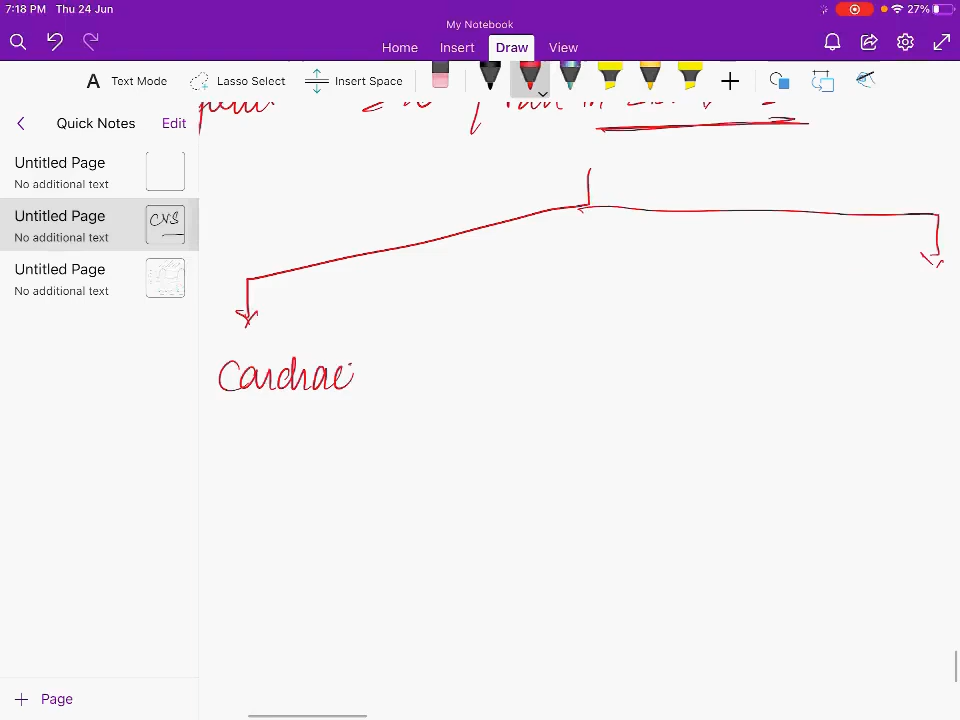 7:18 PM Thu 24 Jun
27%
My Notebook
Home Insert Draw View
Text Mode Lasso Select Insert Space
Quick Notes Edit
Untitled Page
No additional text
Untitled Page
No additional text
CNS
Untitled Page
No additional text
Cardiac
+ Page